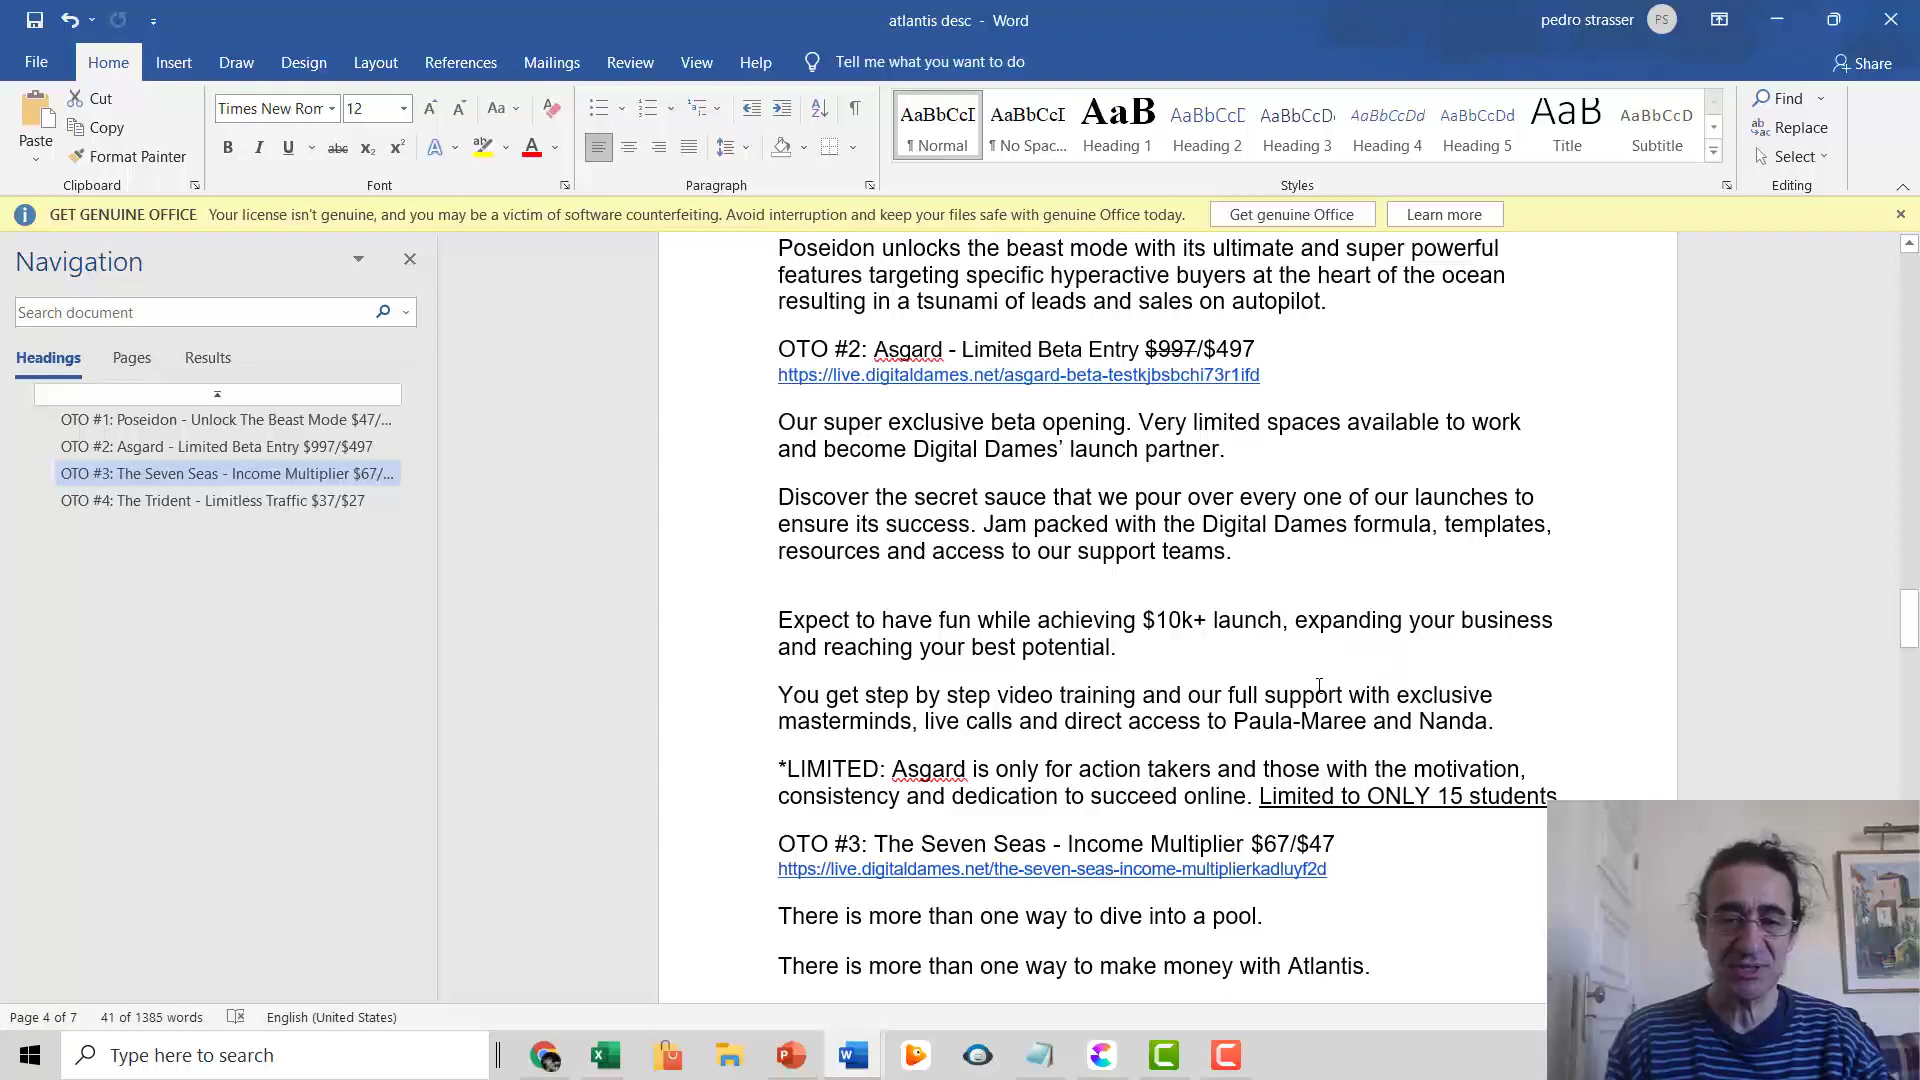 atlantis desc - Word
pedro strasser PS
File Home Insert Draw Design Layout References Mailings Review View Help Tell me what you want to do Share
Paste
Cut
Copy
Format Painter
Clipboard
Times New Ror 12
Aa
B I U abc x₂ x² A A
Font
Paragraph
AaBbCcI AaBbCcI AaB AaBbCcC AaBbCcDı AaBbCcDd AaBbCcDd AaB AaBbCcD
¶ Normal ¶ No Spac... Heading 1 Heading 2 Heading 3 Heading 4 Heading 5 Title Subtitle
Styles
Find
Replace
Select
Editing
GET GENUINE OFFICE Your license isn't genuine, and you may be a victim of software counterfeiting. Avoid interruption and keep your files safe with genuine Office today. Get genuine Office Learn more
Navigation
Search document
Headings Pages Results
OTO #1: Poseidon - Unlock The Beast Mode $47/...
OTO #2: Asgard - Limited Beta Entry $997/$497
OTO #3: The Seven Seas - Income Multiplier $67/...
OTO #4: The Trident - Limitless Traffic $37/$27
Poseidon unlocks the beast mode with its ultimate and super powerful
features targeting specific hyperactive buyers at the heart of the ocean
resulting in a tsunami of leads and sales on autopilot.
OTO #2: Asgard - Limited Beta Entry $997/$497
https://live.digitaldames.net/asgard-beta-testkjbsbchi73r1ifd
Our super exclusive beta opening. Very limited spaces available to work
and become Digital Dames’ launch partner.
Discover the secret sauce that we pour over every one of our launches to
ensure its success. Jam packed with the Digital Dames formula, templates,
resources and access to our support teams.
Expect to have fun while achieving $10k+ launch, expanding your business
and reaching your best potential.
You get step by step video training and our full support with exclusive
masterminds, live calls and direct access to Paula-Maree and Nanda.
*LIMITED: Asgard is only for action takers and those with the motivation,
consistency and dedication to succeed online. Limited to ONLY 15 students
OTO #3: The Seven Seas - Income Multiplier $67/$47
https://live.digitaldames.net/the-seven-seas-income-multiplierkadluyf2d
There is more than one way to dive into a pool.
There is more than one way to make money with Atlantis.
Page 4 of 7 41 of 1385 words English (United States)
Type here to search